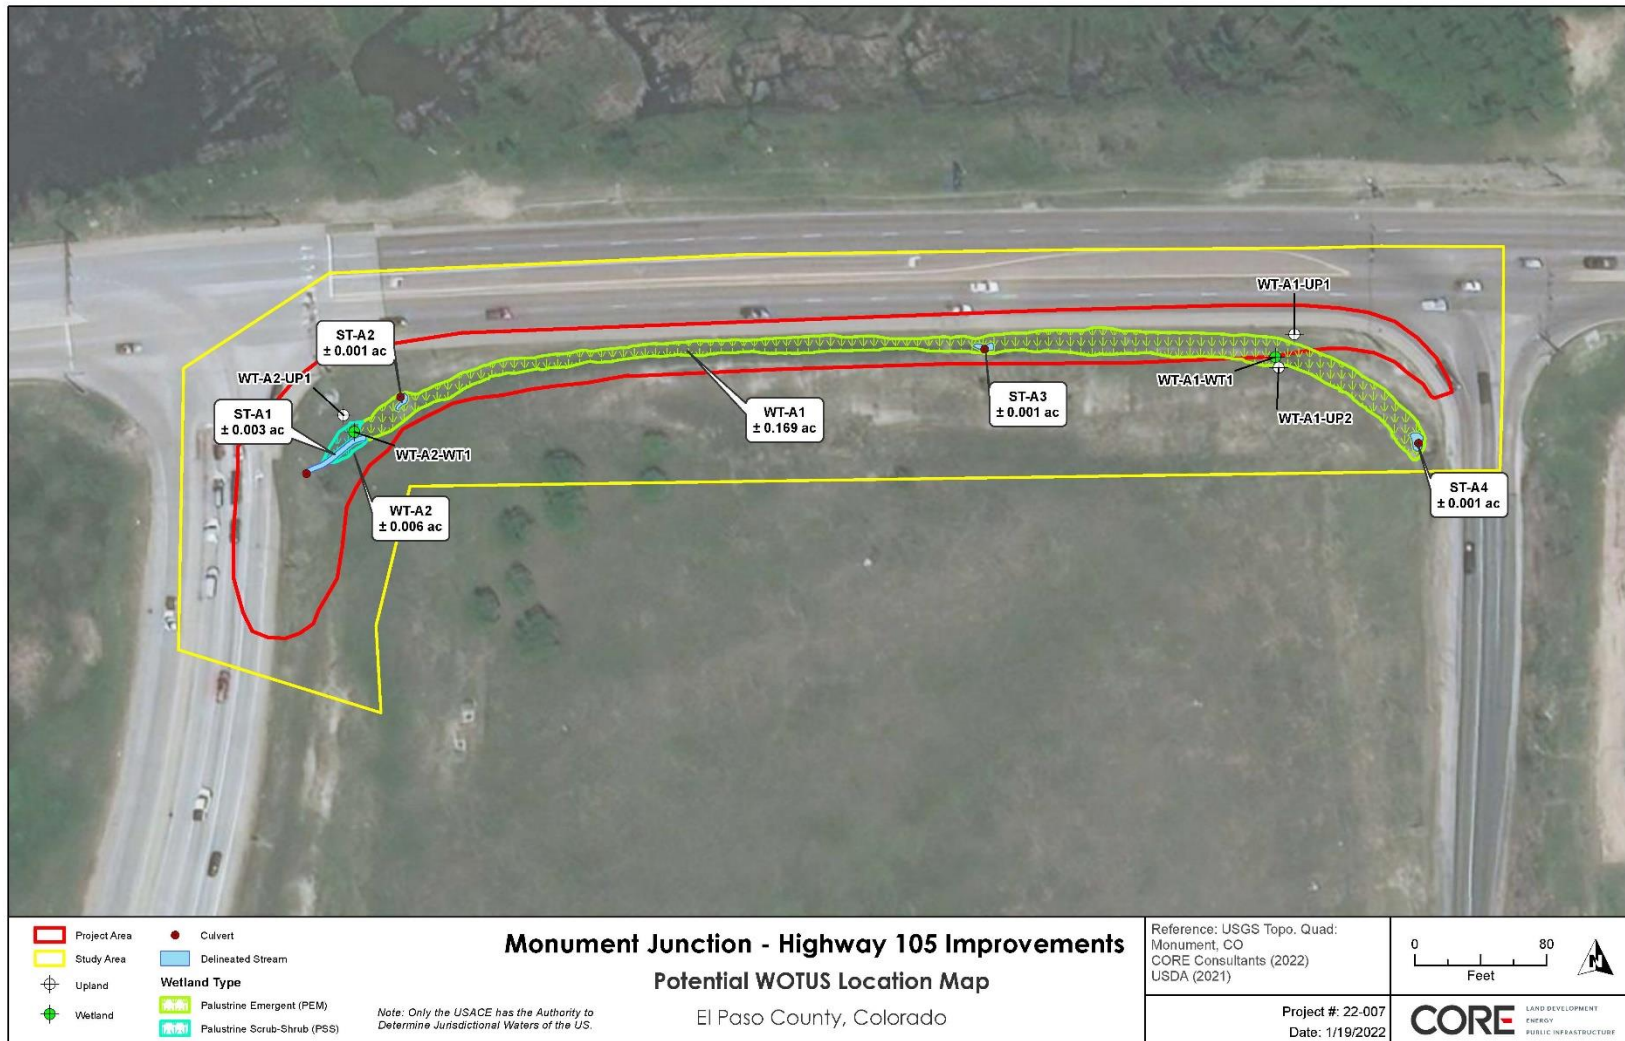 WT-A1-UP1
ST-A2
± 0.001 ac
WT-A2-UP1
ST-A1
± 0.003 ac
WT-A1-WT1
ST-A3
± 0.001 ac
WT-A1
± 0.169 ac
WT-A1-UP2
WT-A2-WT1
WT-A2
± 0.006 ac
ST-A4
± 0.001 ac
Project Area
Study Area
Upland
Wetland
Culvert
Delineated Stream
Wetland Type
Palustrine Emergent (PEM)
Palustrine Scrub-Shrub (PSS)
Note: Only the USACE has the Authority to
Determine Jurisdictional Waters of the US.
Monument Junction - Highway 105 Improvements
Potential WOTUS Location Map
El Paso County, Colorado
Reference: USGS Topo. Quad:
Monument, CO
CORE Consultants (2022)
USDA (2021)
Project #: 22-007
Date: 1/19/2022
0 80
Feet
N
CORE
LAND DEVELOPMENT
ENERGY
PUBLIC INFRASTRUCTURE